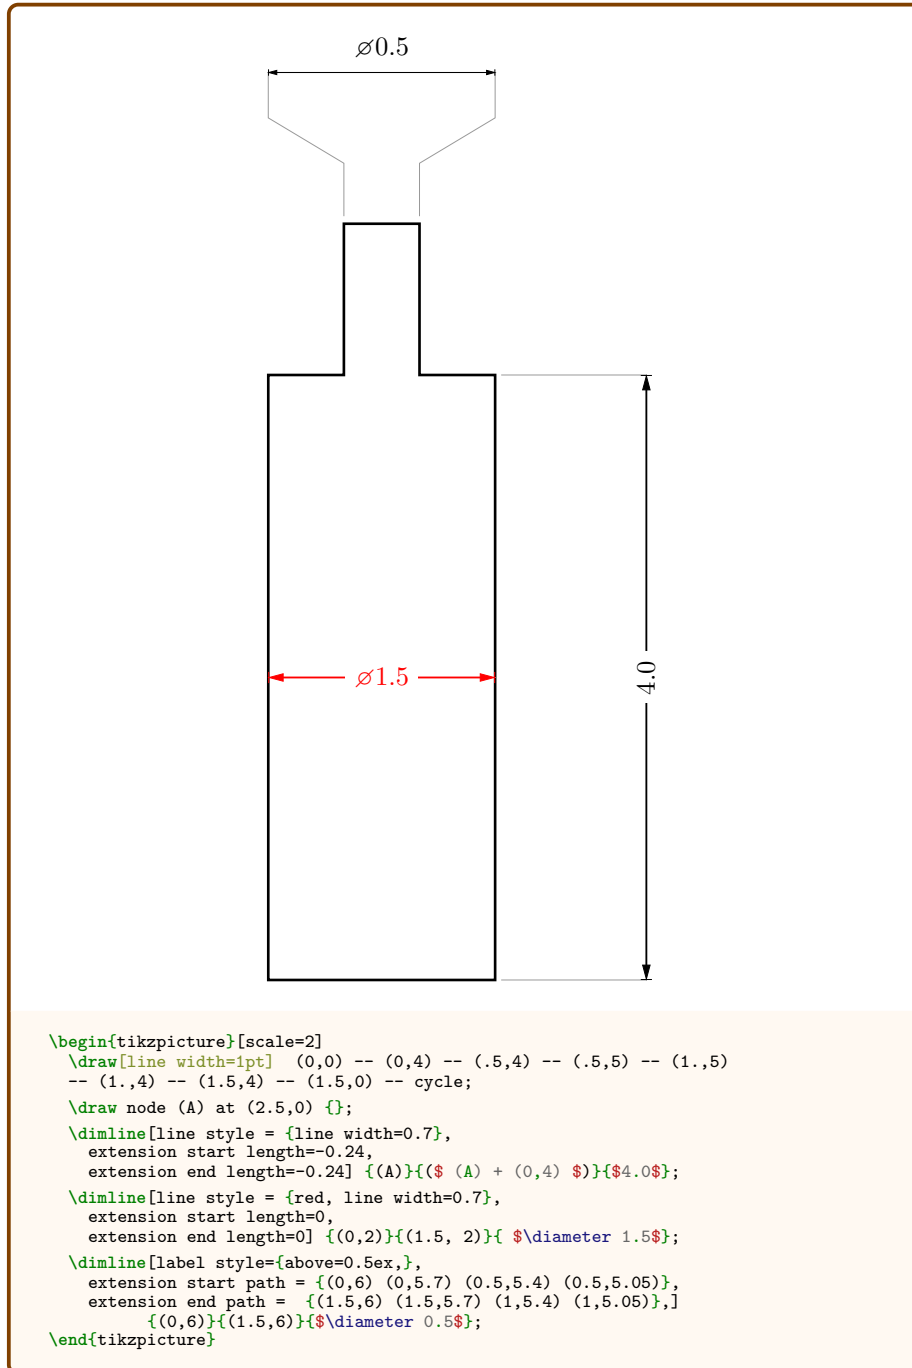 ⌀0.5
⌀1.5
4.0
\begin{tikzpicture}[scale=2]
  \draw[line width=1pt]  (0,0) -- (0,4) -- (.5,4) -- (.5,5) -- (1.,5)
  -- (1.,4) -- (1.5,4) -- (1.5,0) -- cycle;
  \draw node (A) at (2.5,0) {};
  \dimline[line style = {line width=0.7},
    extension start length=-0.24,
    extension end length=-0.24] {(A)}{($ (A) + (0,4) $)}{$4.0$};
  \dimline[line style = {red, line width=0.7},
    extension start length=0,
    extension end length=0] {(0,2)}{(1.5, 2)}{ $\diameter 1.5$};
  \dimline[label style={above=0.5ex,},
    extension start path = {(0,6) (0,5.7) (0.5,5.4) (0.5,5.05)},
    extension end path =  {(1.5,6) (1.5,5.7) (1,5.4) (1,5.05)},]
          {(0,6)}{(1.5,6)}{$\diameter 0.5$};
\end{tikzpicture}